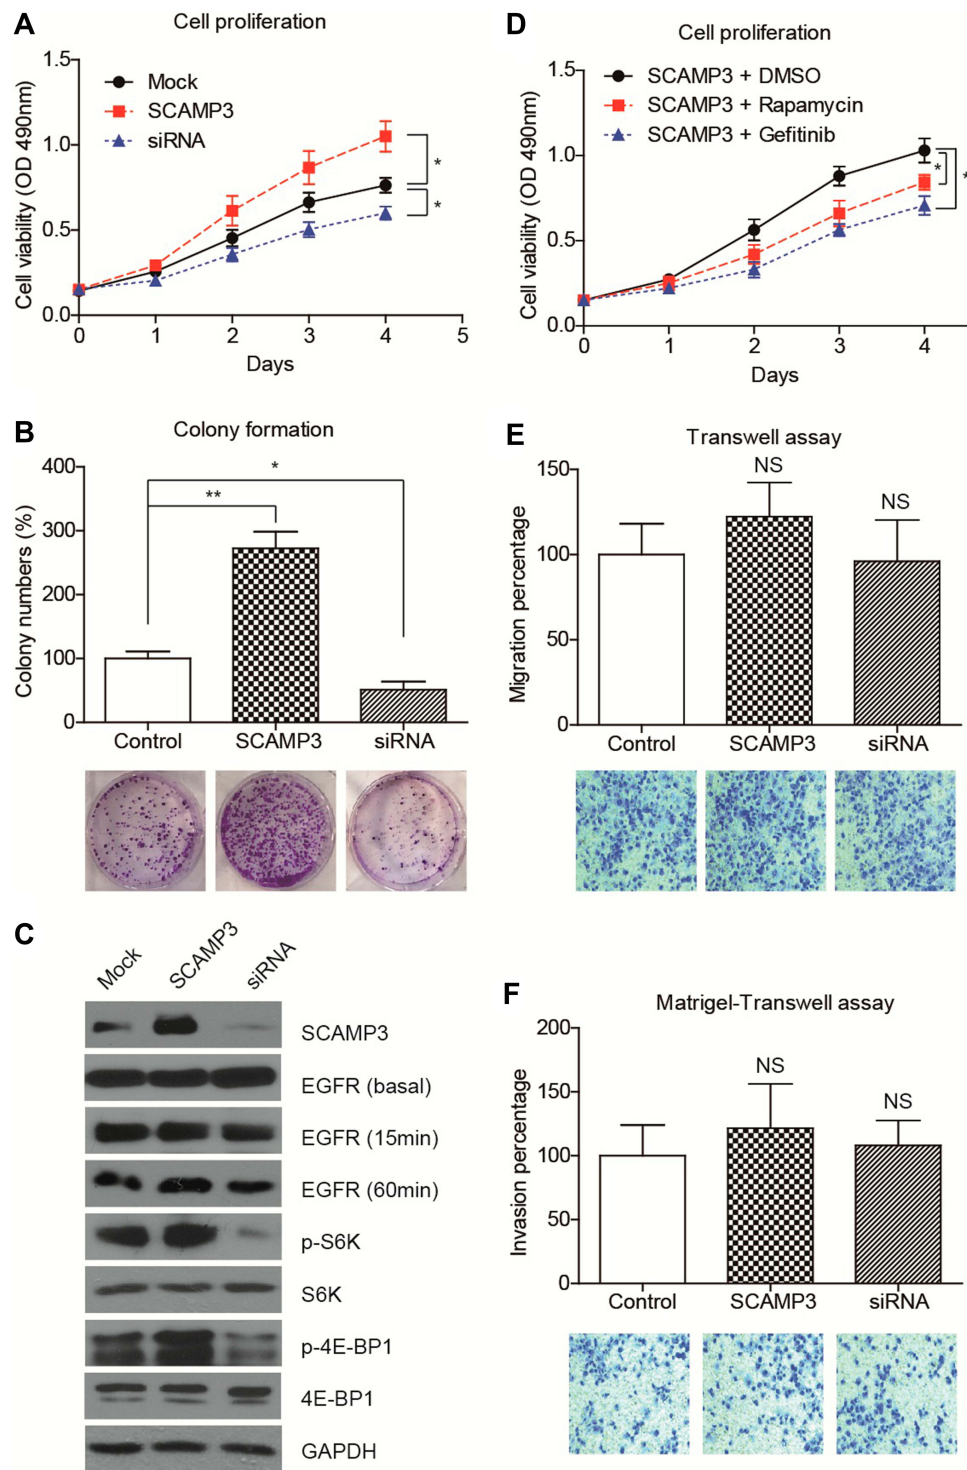 A
Cell proliferation
Cell viability (OD 490nm)
1.5
1.0
0.5
0.0
Mock
SCAMP3
siRNA
*
*
0 1 2 3 4 5
Days
B
Colony formation
Colony numbers (%)
400
300
200
100
0
*
**
Control SCAMP3 siRNA
C
Mock SCAMP3 siRNA
SCAMP3
EGFR (basal)
EGFR (15min)
EGFR (60min)
p-S6K
S6K
p-4E-BP1
4E-BP1
GAPDH
D
Cell proliferation
Cell viability (OD 490nm)
1.5
1.0
0.5
0.0
SCAMP3 + DMSO
SCAMP3 + Rapamycin
SCAMP3 + Gefitinib
*
*
0 1 2 3 4
Days
E
Transwell assay
Migration percentage
150
100
50
0
NS
NS
Control SCAMP3 siRNA
F
Matrigel-Transwell assay
Invasion percentage
200
150
100
50
0
NS
NS
Control SCAMP3 siRNA